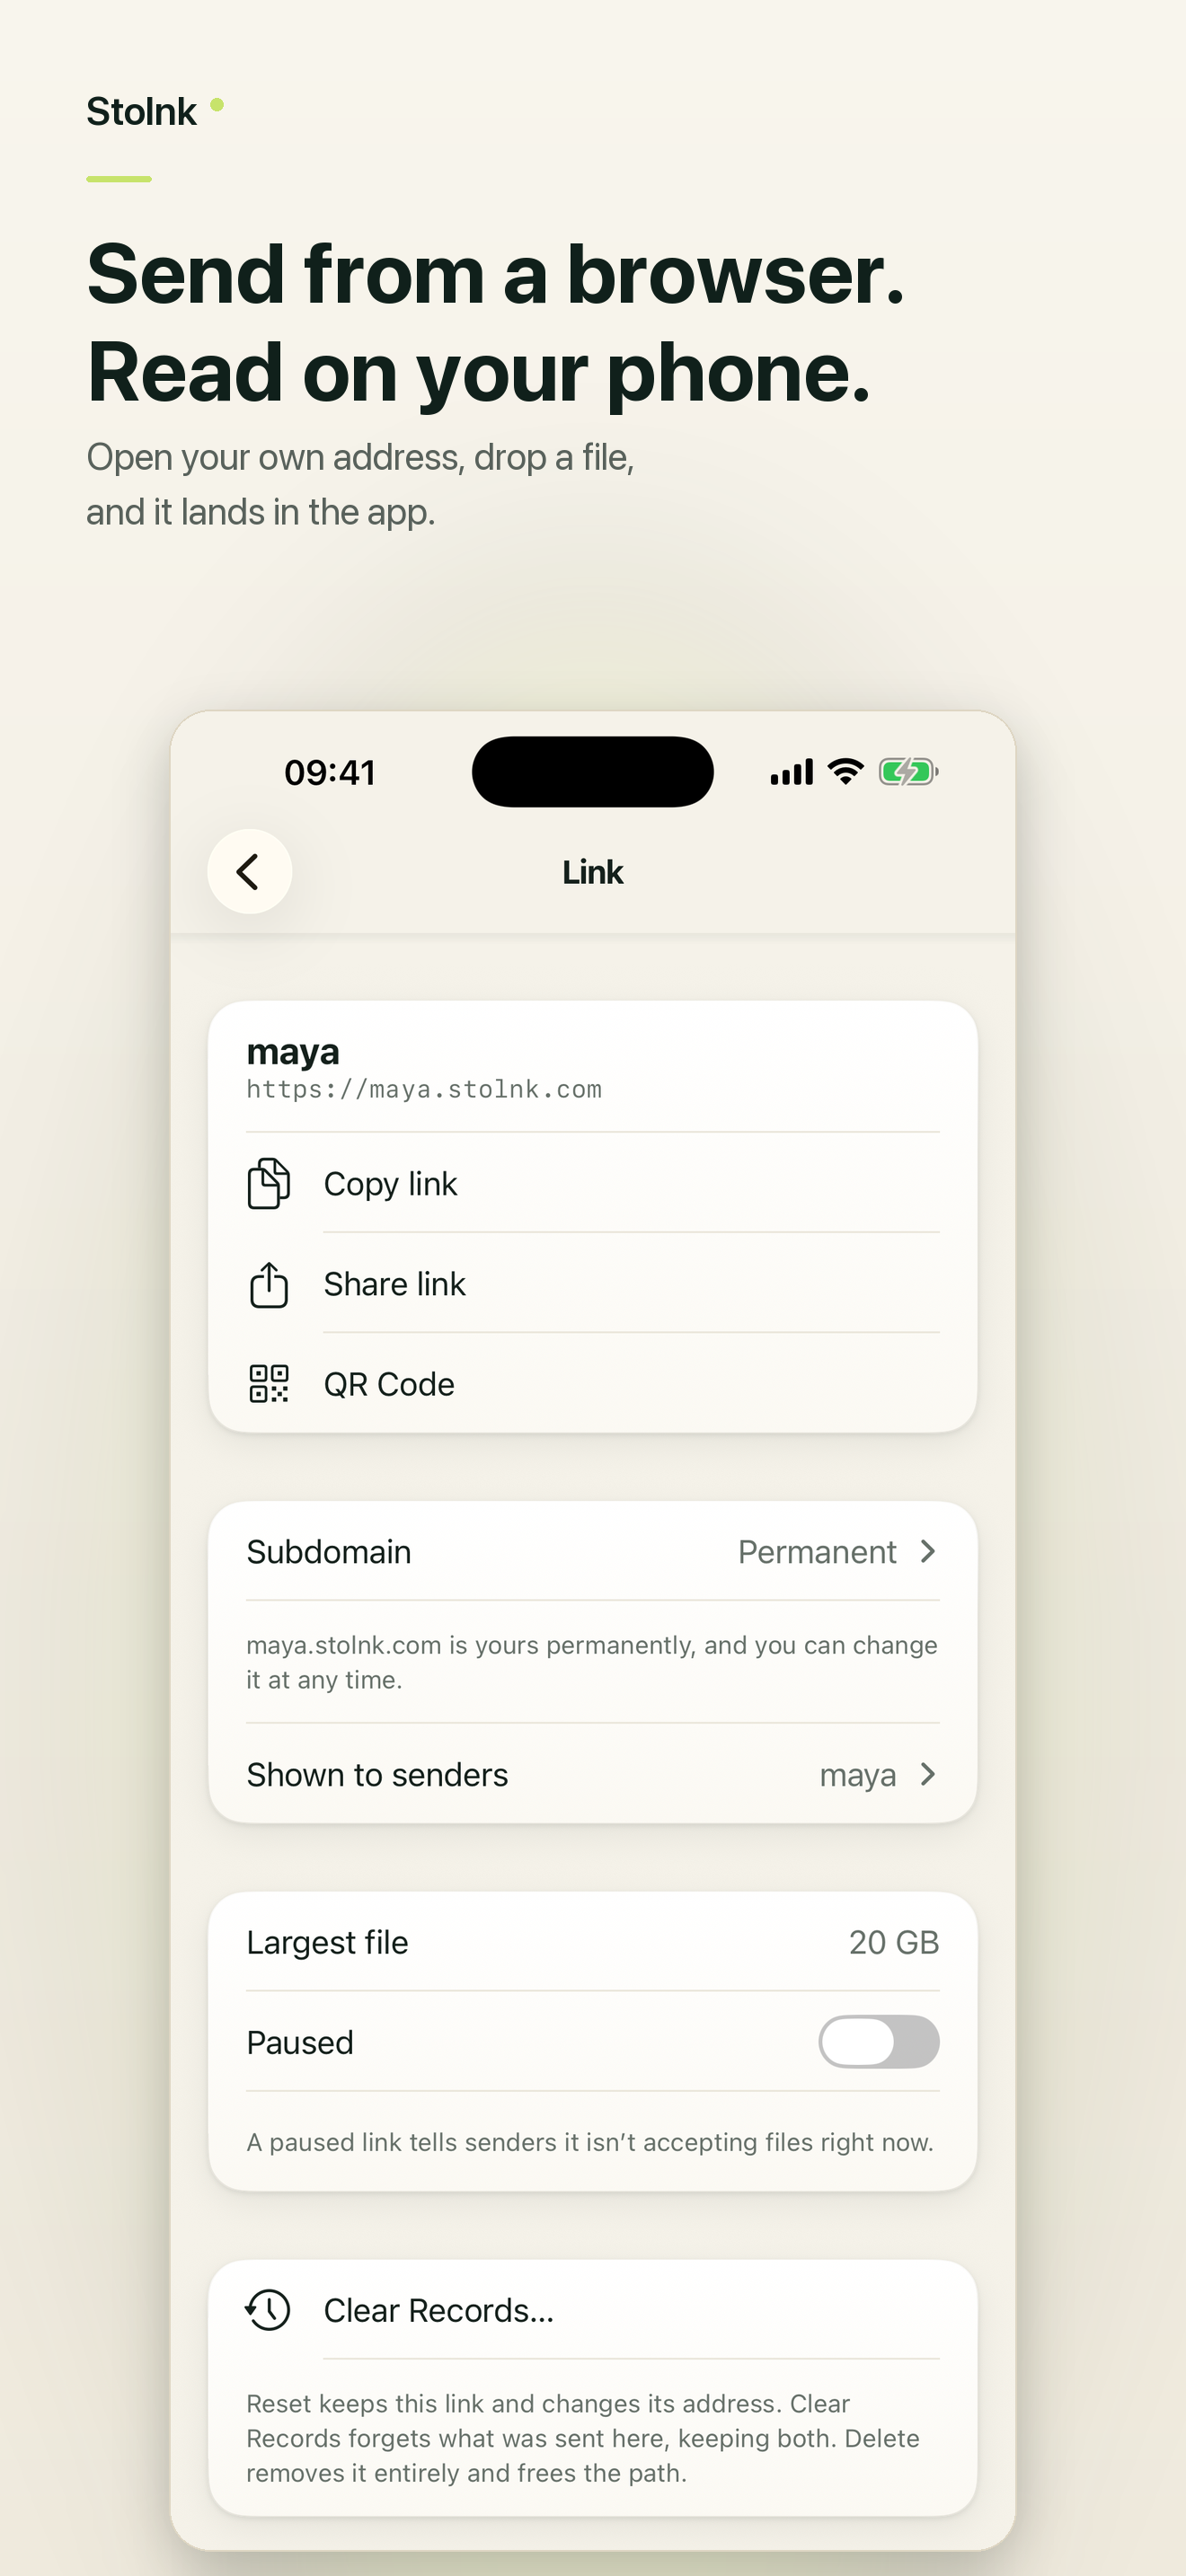 Stolnk
Send from a browser.
Read on your phone.
Open your own address, drop a file,
and it lands in the app.
09:41
Link
maya
https://maya.stolnk.com
Copy link
Share link
QR Code
Subdomain Permanent
maya.stolnk.com is yours permanently, and you can change
it at any time.
Shown to senders maya
Largest file 20 GB
Paused
A paused link tells senders it isn’t accepting files right now.
Clear Records...
Reset keeps this link and changes its address. Clear
Records forgets what was sent here, keeping both. Delete
removes it entirely and frees the path.